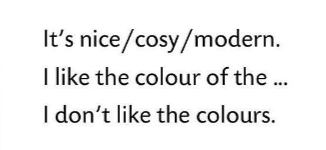 It's nice/cosy/modern.
I like the colour of the ...
I don't like the colours.